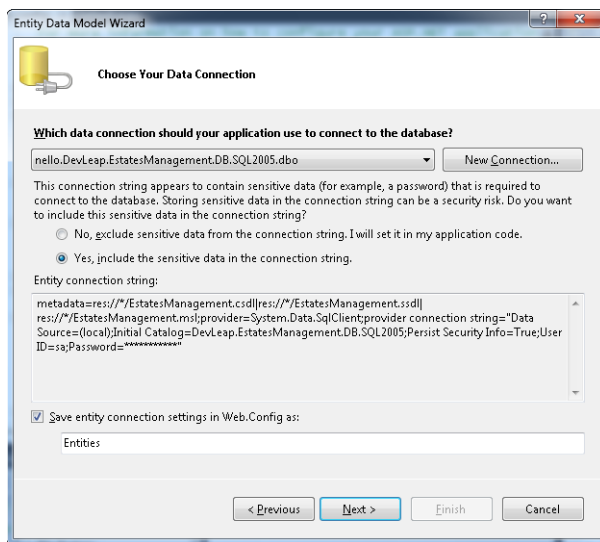 Entity Data Model Wizard
?
Choose Your Data Connection
Which data connection should your application use to connect to the database?
nello.DevLeap.EstatesManagement.DB.SQL2005.dbo
New Connection...
This connection string appears to contain sensitive data (for example, a password) that is required to
connect to the database. Storing sensitive data in the connection string can be a security risk. Do you want
to include this sensitive data in the connection string?
No, exclude sensitive data from the connection string. I will set it in my application code.
Yes, include the sensitive data in the connection string.
Entity connection string:
metadata=res://*/EstatesManagement.csdl|res://*/EstatesManagement.ssdl|
res://*/EstatesManagement.msl;provider=System.Data.SqlClient;provider connection string="Data
Source=(local);Initial Catalog=DevLeap.EstatesManagement.DB.SQL2005;Persist Security Info=True;User
ID=sa;Password=***********"
Save entity connection settings in Web.Config as:
Entities
< Previous
Next >
Finish
Cancel